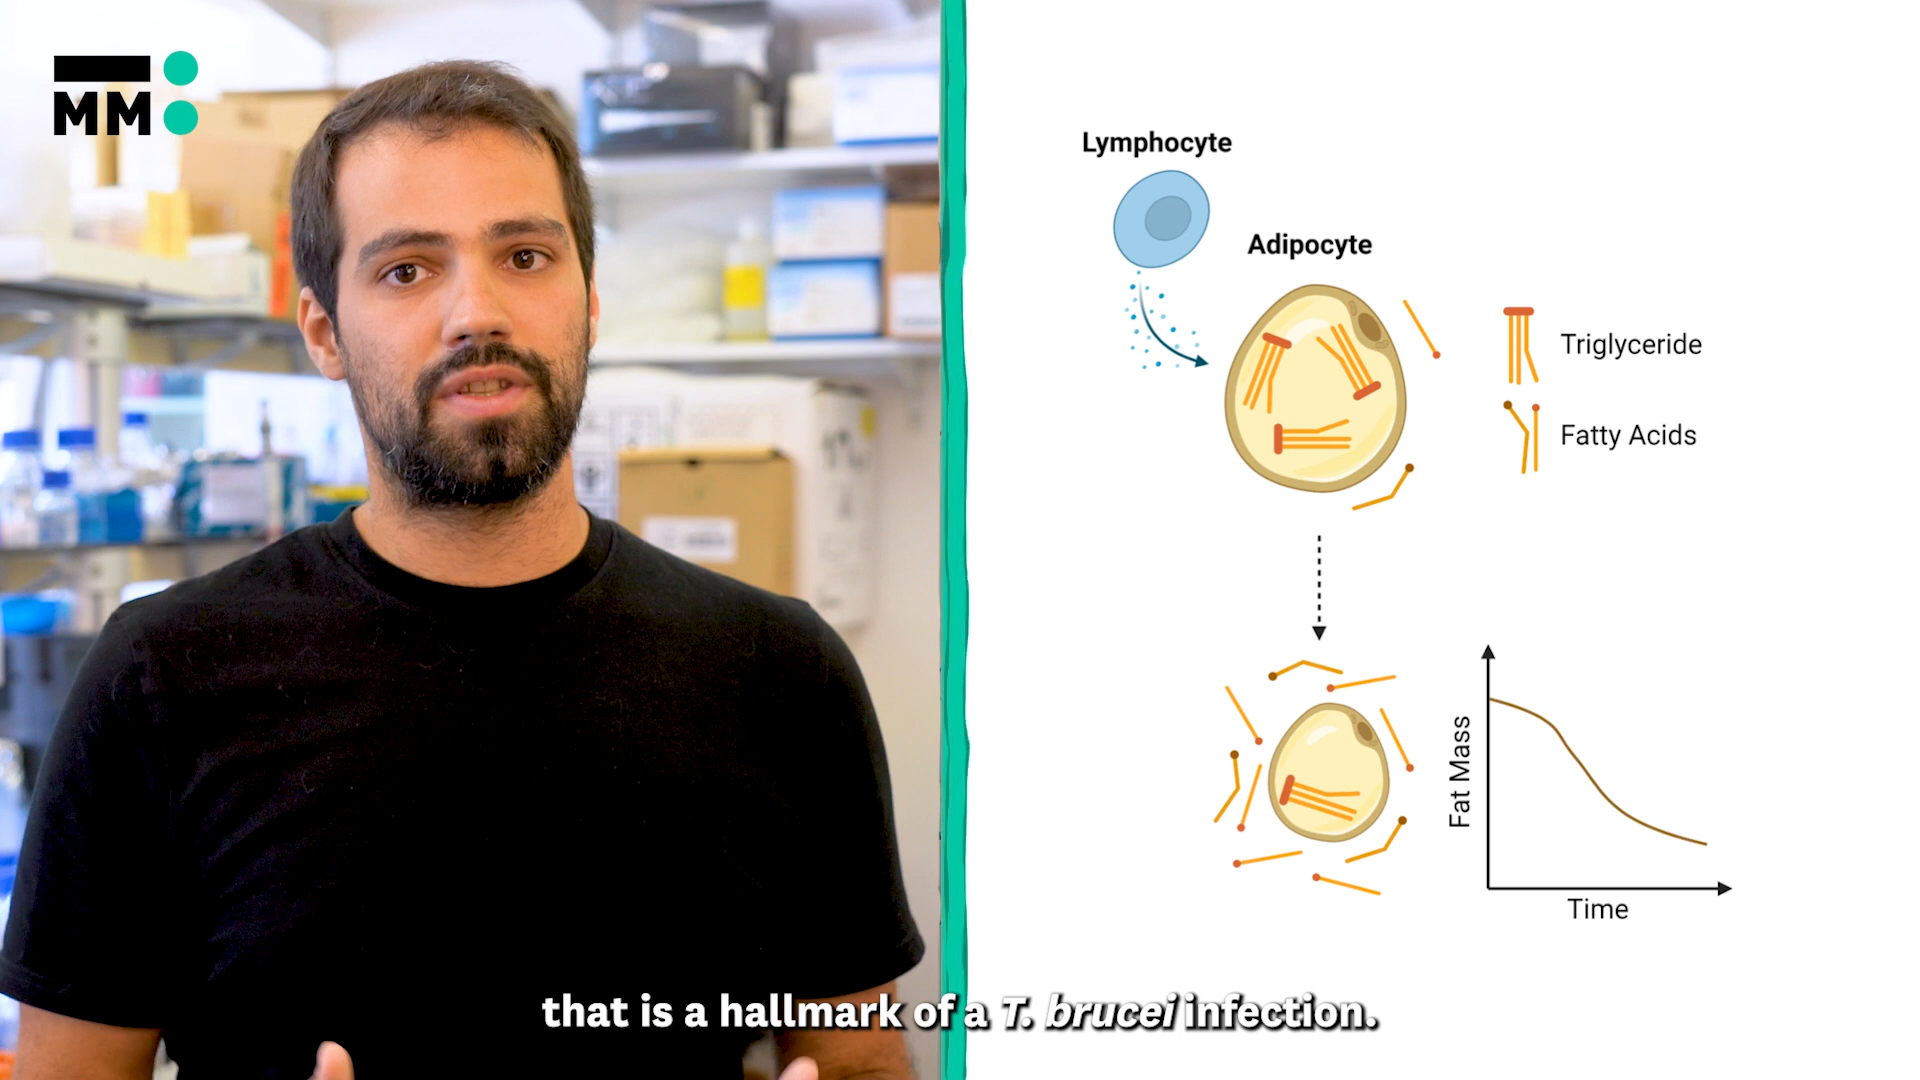 MM:
Lymphocyte
Adipocyte
Triglyceride
Fatty Acids
Fat Mass
Time
that is a hallmark of a T. brucei infection.